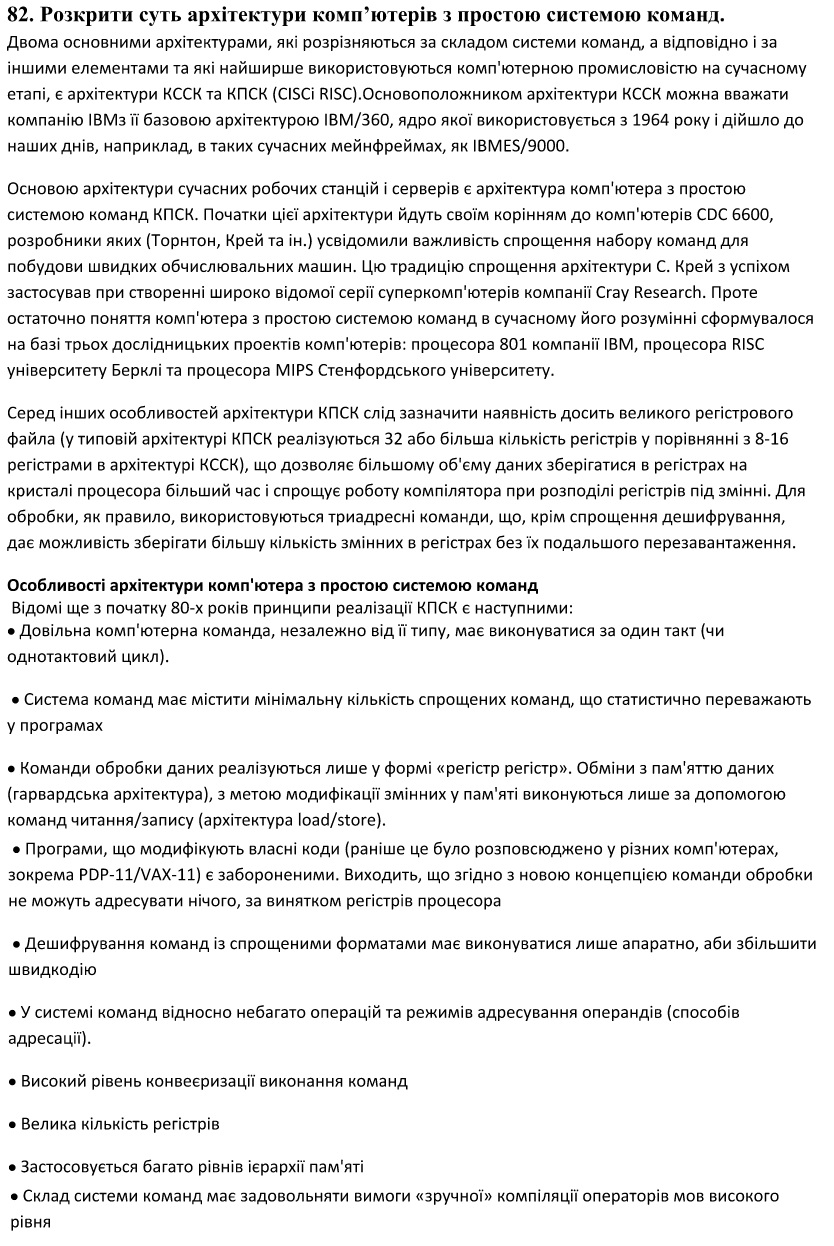 82. Розкрити суть архітектури комп’ютерів з простою системою команд.
Двома основними архітектурами, які розрізняються за складом системи команд, а відповідно і за
іншими елементами та які найширше використовуються комп'ютерною промисловістю на сучасному
етапі, є архітектури КССК та КПСК (CISCі RISC).Основоположником архітектури КССК можна вважати
компанію IBMз її базовою архітектурою IBM/360, ядро якої використовується з 1964 року і дійшло до
наших днів, наприклад, в таких сучасних мейнфреймах, як IBMES/9000.
Основою архітектури сучасних робочих станцій і серверів є архітектура комп'ютера з простою
системою команд КПСК. Початки цієї архітектури йдуть своїм корінням до комп'ютерів CDC 6600,
розробники яких (Торнтон, Крей та ін.) усвідомили важливість спрощення набору команд для
побудови швидких обчислювальних машин. Цю традицію спрощення архітектури С. Крей з успіхом
застосував при створенні широко відомої серії суперкомп'ютерів компанії Cray Research. Проте
остаточно поняття комп'ютера з простою системою команд в сучасному його розумінні сформувалося
на базі трьох дослідницьких проектів комп'ютерів: процесора 801 компанії IBM, процесора RISC
університету Берклі та процесора MIPS Стенфордського університету.
Серед інших особливостей архітектури КПСК слід зазначити наявність досить великого регістрового
файла (у типовій архітектурі КПСК реалізуються 32 або більша кількість регістрів у порівнянні з 8-16
регістрами в архітектурі КССК), що дозволяє більшому об'єму даних зберігатися в регістрах на
кристалі процесора більший час і спрощує роботу компілятора при розподілі регістрів під змінні. Для
обробки, як правило, використовуються триадресні команди, що, крім спрощення дешифрування,
дає можливість зберігати більшу кількість змінних в регістрах без їх подальшого перезавантаження.
Особливості архітектури комп'ютера з простою системою команд
Відомі ще з початку 80-х років принципи реалізації КПСК є наступними:
• Довільна комп'ютерна команда, незалежно від її типу, має виконуватися за один такт (чи
однотактовий цикл).
• Система команд має містити мінімальну кількість спрощених команд, що статистично переважають
у програмах
• Команди обробки даних реалізуються лише у формі «регістр регістр». Обміни з пам'яттю даних
(гарвардська архітектура), з метою модифікації змінних у пам'яті виконуються лише за допомогою
команд читання/запису (архітектура load/store).
• Програми, що модифікують власні коди (раніше це було розповсюджено у різних комп'ютерах,
зокрема PDP-11/VAX-11) є забороненими. Виходить, що згідно з новою концепцією команди обробки
не можуть адресувати нічого, за винятком регістрів процесора
• Дешифрування команд із спрощеними форматами має виконуватися лише апаратно, аби збільшити
швидкодію
• У системі команд відносно небагато операцій та режимів адресування операндів (способів
адресації).
• Високий рівень конвеєризації виконання команд
• Велика кількість регістрів
• Застосовується багато рівнів ієрархії пам'яті
• Склад системи команд має задовольняти вимоги «зручної» компіляції операторів мов високого
рівня